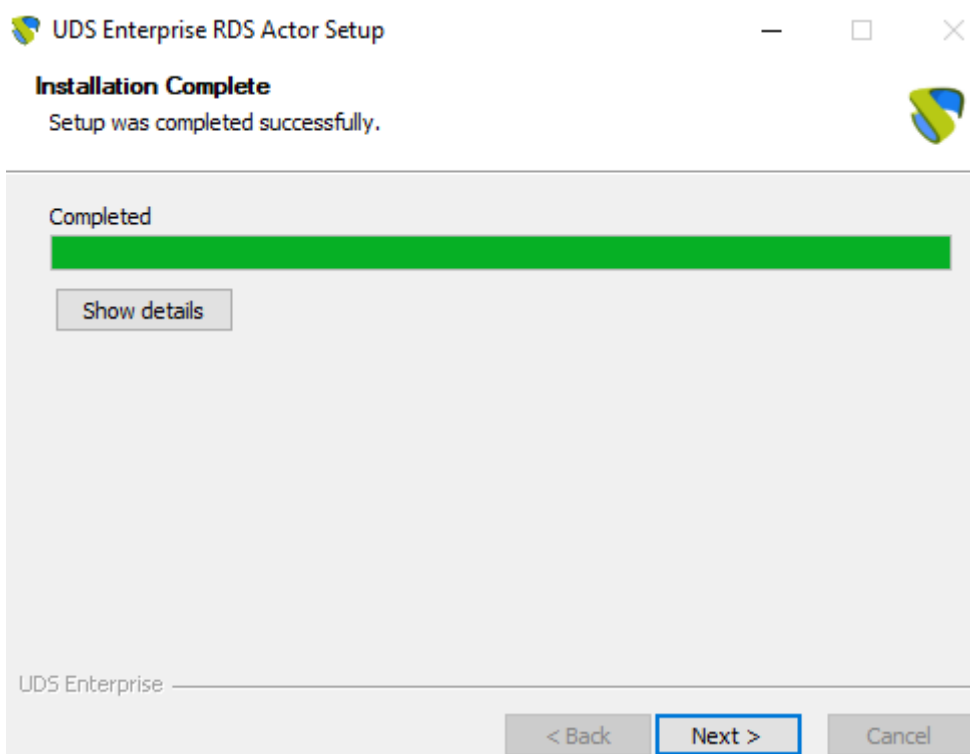 UDS Enterprise RDS Actor Setup
Installation Complete
Setup was completed successfully.
Completed
Show details
UDS Enterprise
< Back Next > Cancel